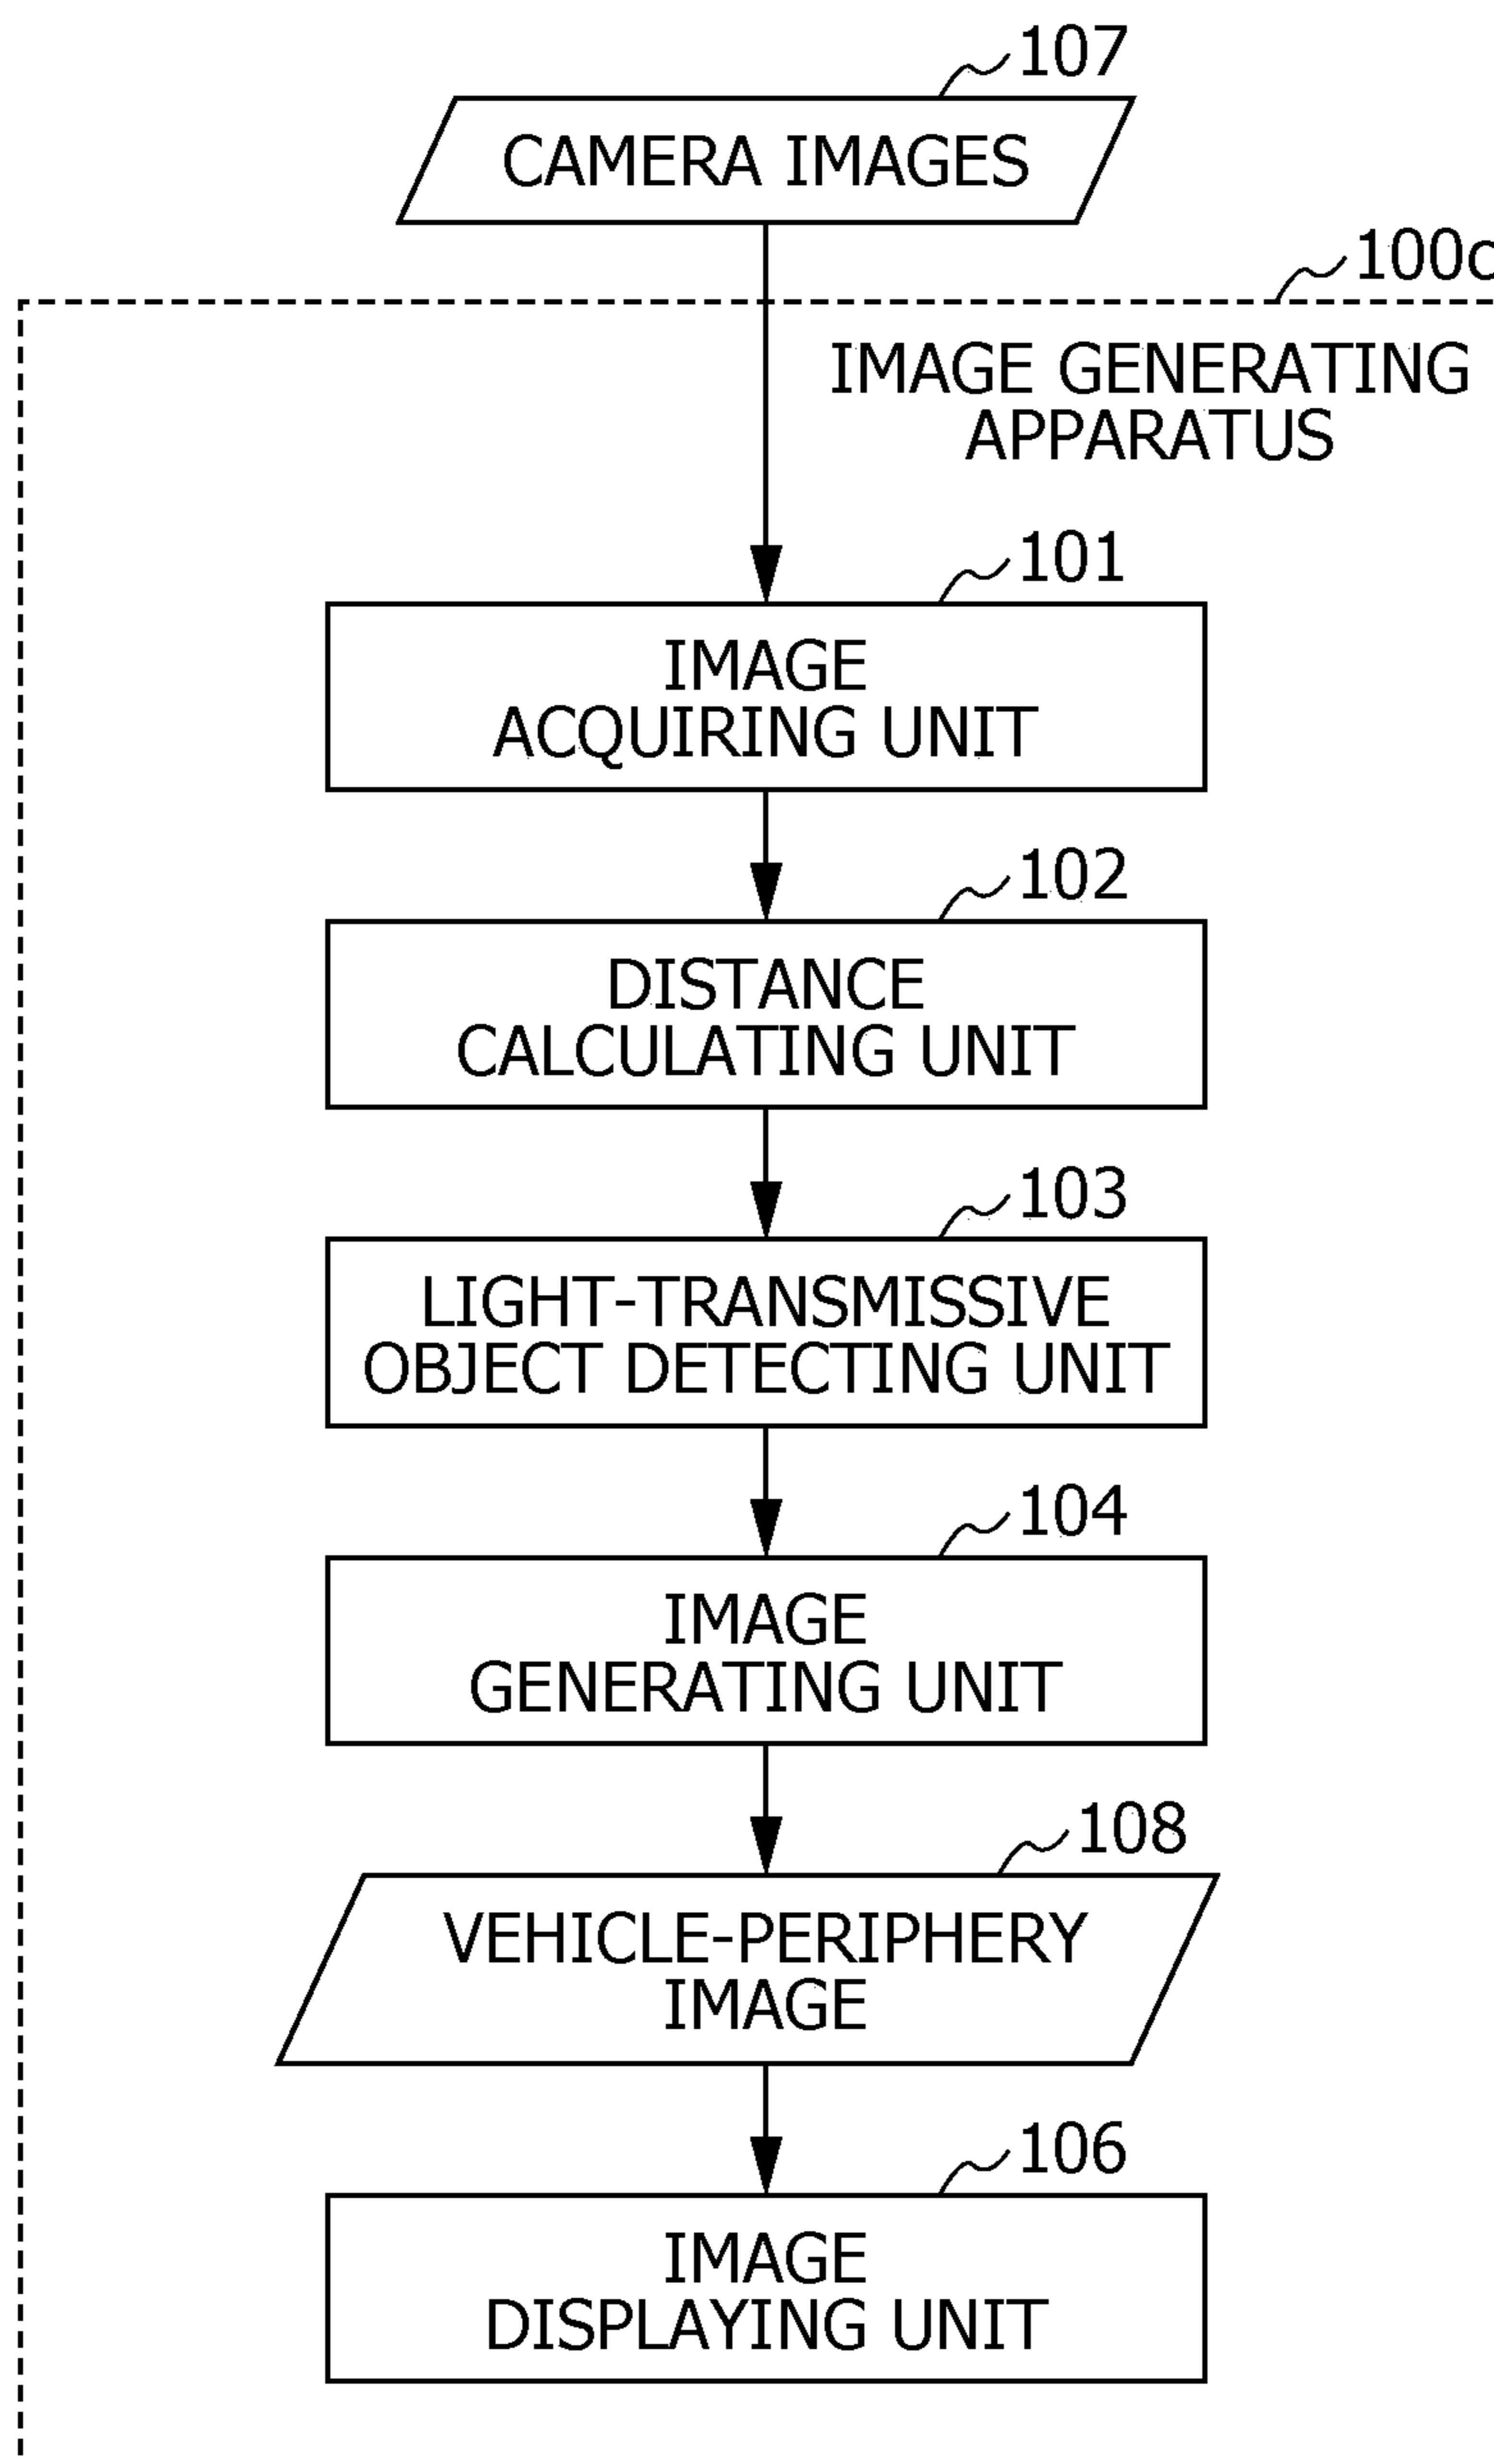 107
CAMERA IMAGES
100c
IMAGE GENERATING
APPARATUS
101
IMAGE
ACQUIRING UNIT
102
DISTANCE
CALCULATING UNIT
103
LIGHT-TRANSMISSIVE
OBJECT DETECTING UNIT
104
IMAGE
GENERATING UNIT
108
VEHICLE-PERIPHERY
IMAGE
106
IMAGE
DISPLAYING UNIT